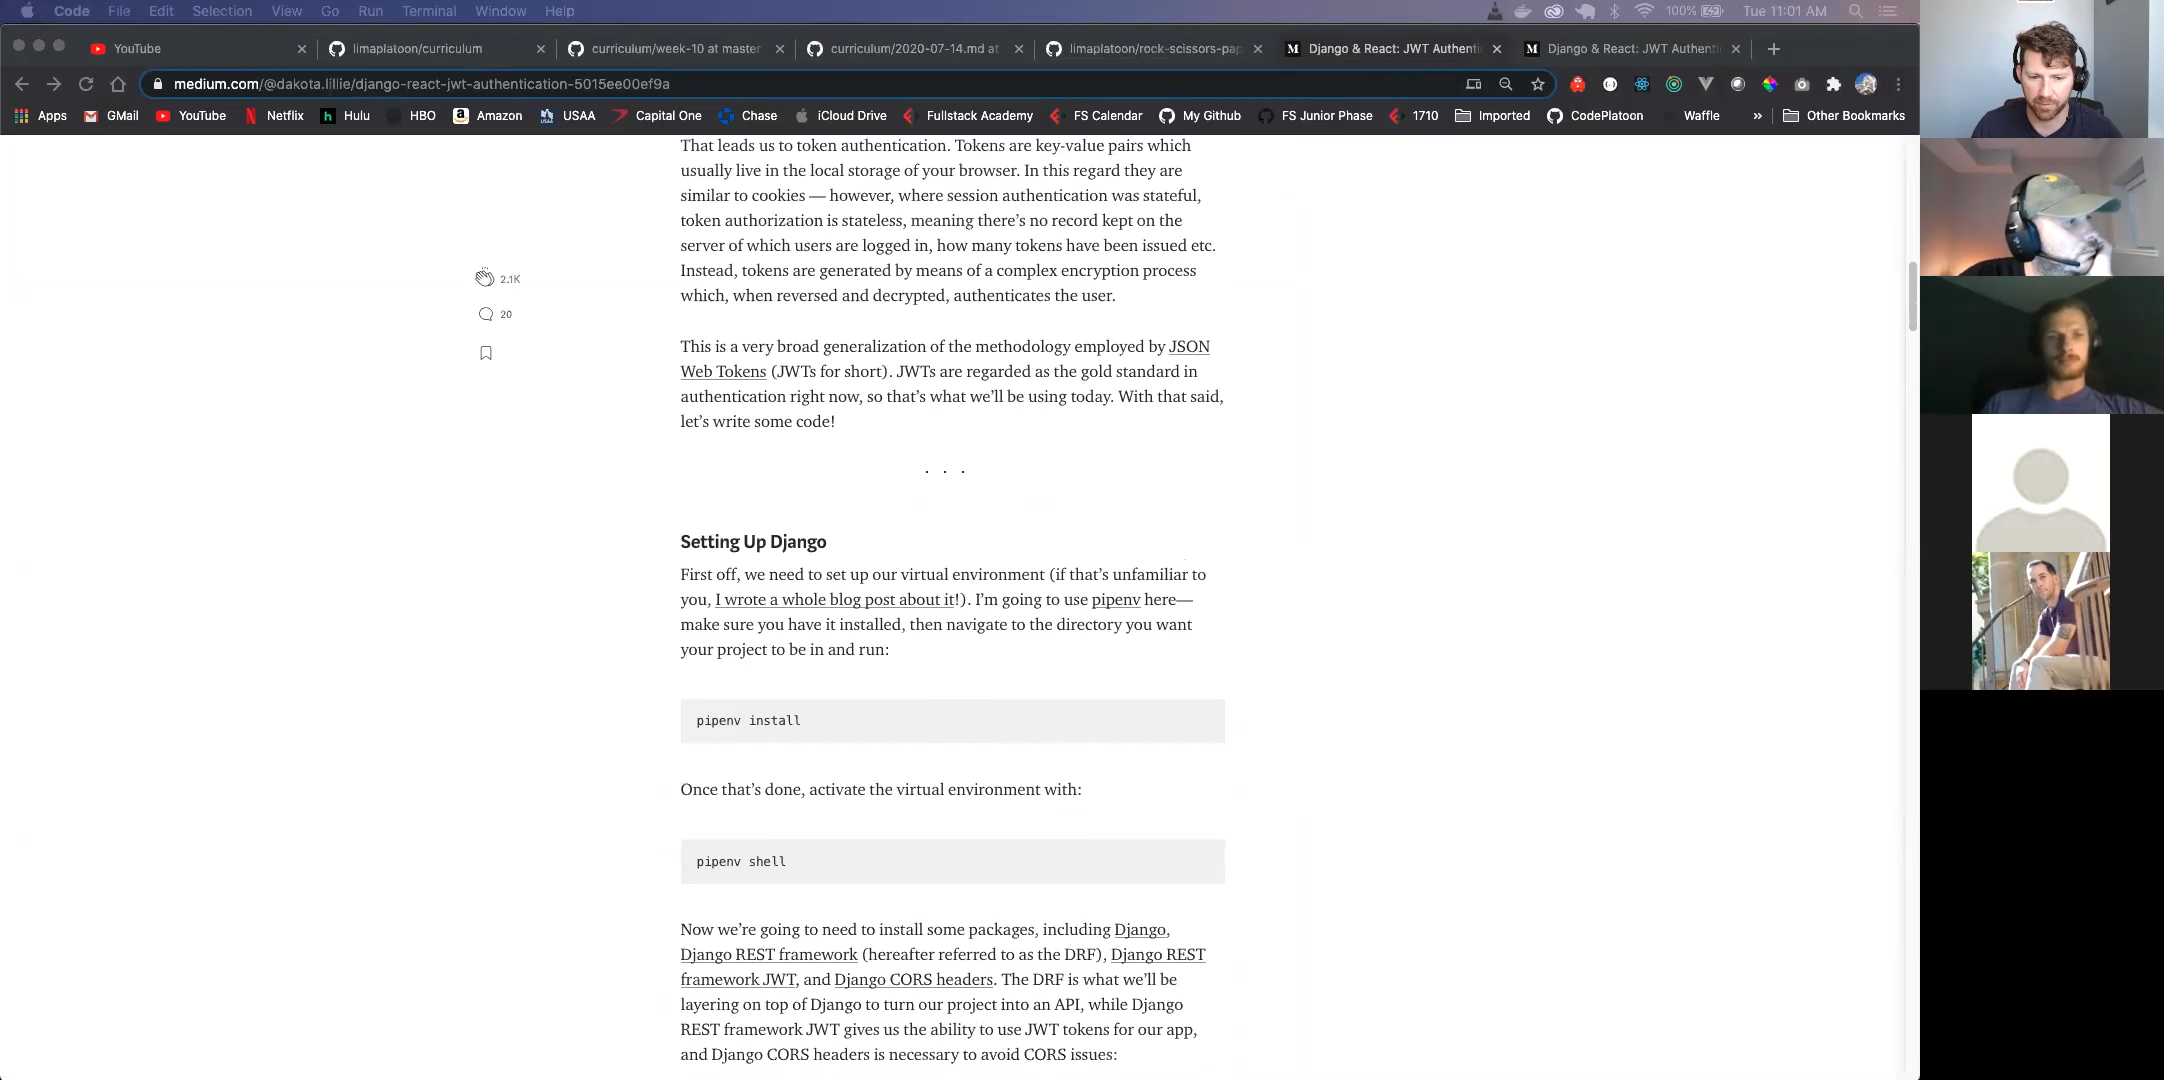 Code File Edit Selection View Go Run Terminal Window Help 100% Tue 11:01 AM
YouTube limaplatoon/curriculum curriculum/week-10 at master curriculum/2020-07-14.md at limaplatoon/rock-scissors-pap Django & React: JWT Authenti Django & React: JWT Authenti
medium.com/@dakota.lillie/django-react-jwt-authentication-5015ee00ef9a
Apps GMail YouTube Netflix Hulu HBO Amazon USAA Capital One Chase iCloud Drive Fullstack Academy FS Calendar My Github FS Junior Phase 1710 Imported CodePlatoon Waffle » Other Bookmarks
That leads us to token authentication. Tokens are key-value pairs which
usually live in the local storage of your browser. In this regard they are
similar to cookies — however, where session authentication was stateful,
token authorization is stateless, meaning there’s no record kept on the
server of which users are logged in, how many tokens have been issued etc.
Instead, tokens are generated by means of a complex encryption process
which, when reversed and decrypted, authenticates the user.
2.1K
20
This is a very broad generalization of the methodology employed by JSON
Web Tokens (JWTs for short). JWTs are regarded as the gold standard in
authentication right now, so that’s what we’ll be using today. With that said,
let’s write some code!
. . .
Setting Up Django
First off, we need to set up our virtual environment (if that’s unfamiliar to
you, I wrote a whole blog post about it!). I’m going to use pipenv here—
make sure you have it installed, then navigate to the directory you want
your project to be in and run:
pipenv install
Once that’s done, activate the virtual environment with:
pipenv shell
Now we’re going to need to install some packages, including Django,
Django REST framework (hereafter referred to as the DRF), Django REST
framework JWT, and Django CORS headers. The DRF is what we’ll be
layering on top of Django to turn our project into an API, while Django
REST framework JWT gives us the ability to use JWT tokens for our app,
and Django CORS headers is necessary to avoid CORS issues: